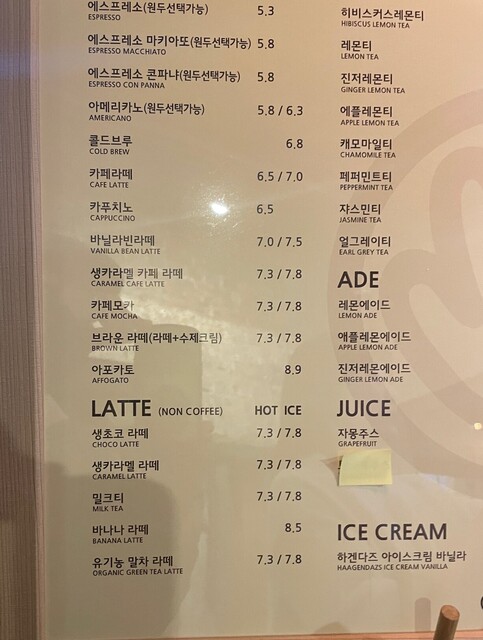 에스프레소(원두선택가능) 5.3
ESPRESSO
에스프레소 마키아또(원두선택가능) 5.8
ESPRESSO MACCHIATO
에스프레소 콘파냐(원두선택가능) 5.8
ESPRESSO CON PANNA
아메리카노(원두선택가능) 5.8 / 6.3
AMERICANO
콜드브루 6.8
COLD BREW
카페라떼 6.5 / 7.0
CAFE LATTE
카푸치노 6.5
CAPPUCCINO
바닐라빈라떼 7.0 / 7.5
VANILLA BEAN LATTE
생카라멜 카페 라떼 7.3 / 7.8
CARAMEL CAFE LATTE
카페모카 7.3 / 7.8
CAFE MOCHA
브라운 라떼(라떼+수제크림) 7.3 / 7.8
BROWN LATTE
아포카토 8.9
AFFOGATO
LATTE (NON COFFEE) HOT ICE
생초코 라떼 7.3 / 7.8
CHOCO LATTE
생카라멜 라떼 7.3 / 7.8
CARAMEL LATTE
밀크티 7.3 / 7.8
MILK TEA
바나나 라떼 8.5
BANANA LATTE
유기농 말차 라떼 7.3 / 7.8
ORGANIC GREEN TEA LATTE
히비스커스레몬티
HIBISCUS LEMON TEA
레몬티
LEMON TEA
진저레몬티
GINGER LEMON TEA
에플레몬티
APPLE LEMON TEA
캐모마일티
CHAMOMILE TEA
페퍼민트티
PEPPERMINT TEA
쟈스민티
JASMINE TEA
얼그레이티
EARL GREY TEA
ADE
레몬에이드
LEMON ADE
애플레몬에이드
APPLE LEMON ADE
진저레몬에이드
GINGER LEMON ADE
JUICE
자몽주스
GRAPEFRUIT
ICE CREAM
하겐다즈 아이스크림 바닐라
HAAGENDAZS ICE CREAM VANILLA